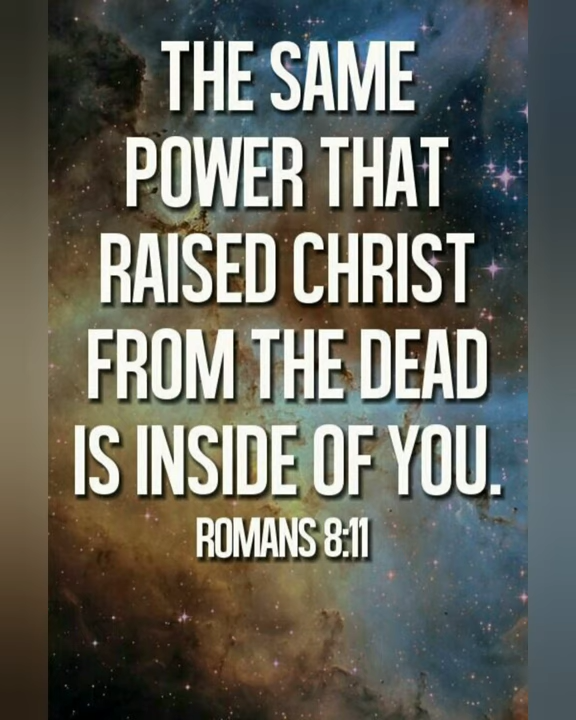 THE SAME
POWER THAT
RAISED CHRIST
FROM THE DEAD
IS INSIDE OF YOU.
ROMANS 8:11